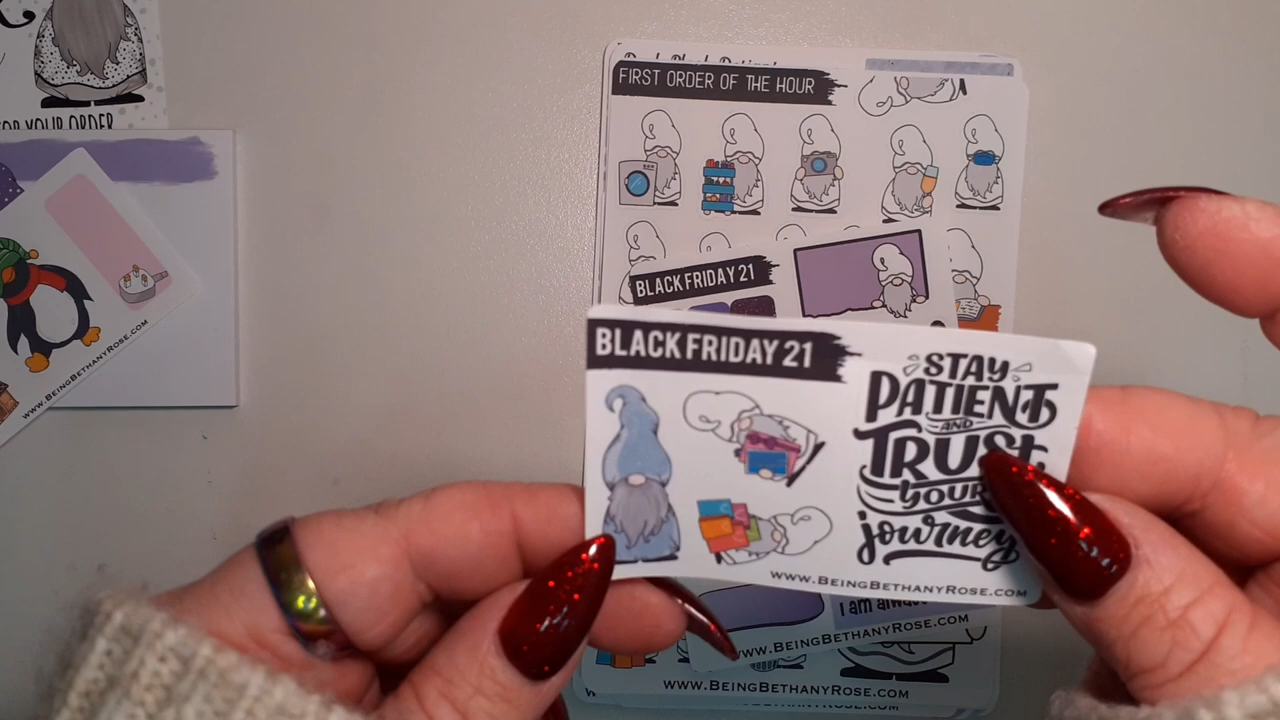 FOR YOUR ORDER
www.BeingBethanyRose.com
FIRST ORDER OF THE HOUR
BLACK FRIDAY 21
BLACK FRIDAY 21
STAY
PATIENT
AND
TRUST
YOUR
journey
www.BeingBethanyRose.com
I am
www.BeingBethanyRose.com
www.BeingBethanyRose.com